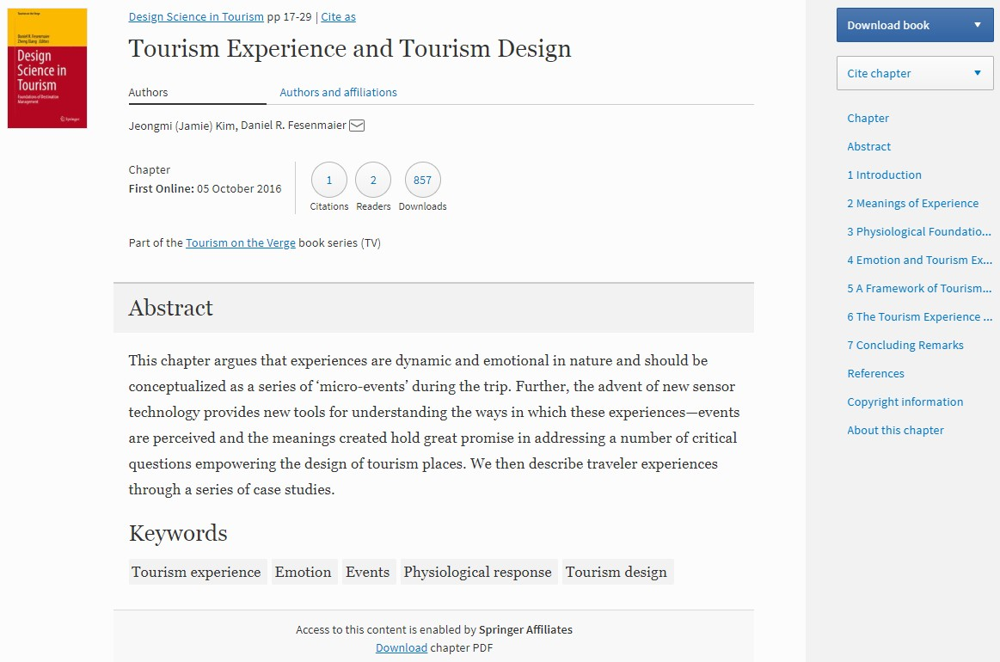 Tourism on the Verge
Daniel R. Fesenmaier
Zheng Xiang Editors
Design
Science in
Tourism
Foundations of Destination
Management
Springer
Design Science in Tourism pp 17-29 | Cite as
Tourism Experience and Tourism Design
Authors
Authors and affiliations
Jeongmi (Jamie) Kim, Daniel R. Fesenmaier
Chapter
First Online: 05 October 2016
1
Citations
2
Readers
857
Downloads
Part of the Tourism on the Verge book series (TV)
Abstract
This chapter argues that experiences are dynamic and emotional in nature and should be
conceptualized as a series of ‘micro-events’ during the trip. Further, the advent of new sensor
technology provides new tools for understanding the ways in which these experiences—events
are perceived and the meanings created hold great promise in addressing a number of critical
questions empowering the design of tourism places. We then describe traveler experiences
through a series of case studies.
Keywords
Tourism experience
Emotion
Events
Physiological response
Tourism design
Access to this content is enabled by Springer Affiliates
Download chapter PDF
Download book
Cite chapter
Chapter
Abstract
1 Introduction
2 Meanings of Experience
3 Physiological Foundatio...
4 Emotion and Tourism Ex...
5 A Framework of Tourism...
6 The Tourism Experience ...
7 Concluding Remarks
References
Copyright information
About this chapter